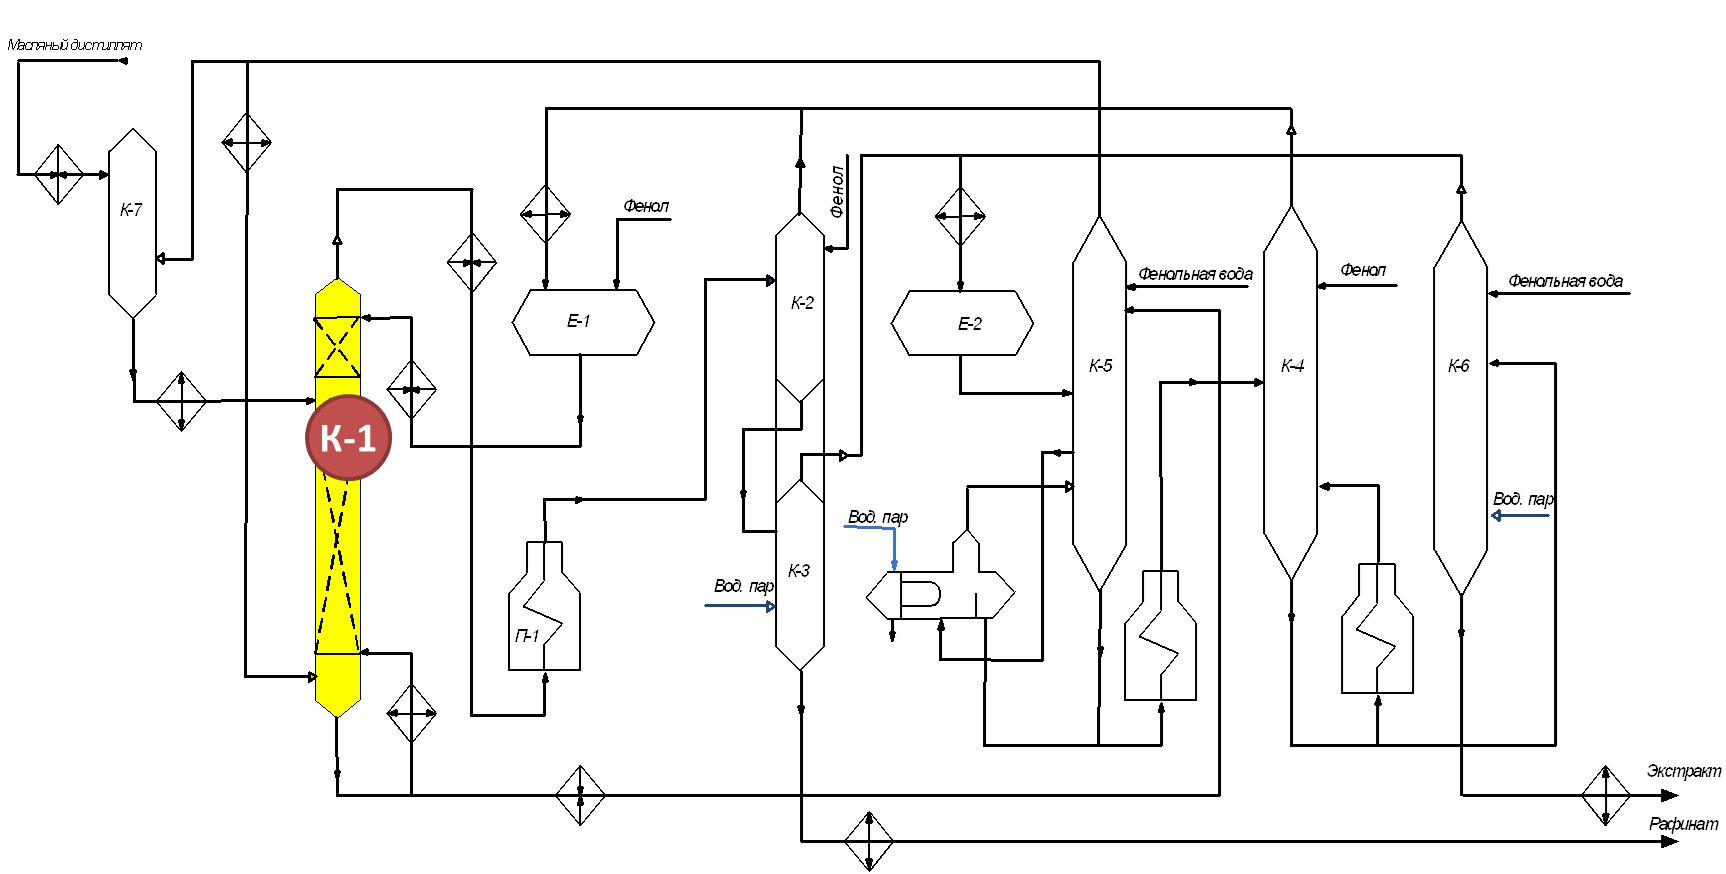 Масляный дистиллят
К-7
К-1
Фенол
Е-1
П-1
К-2
Фенол
К-3
Вод. пар
Е-2
Вод. пар
К-5
Фенольная вода
К-4
Фенол
К-6
Фенольная вода
Вод. пар
Экстракт
Рафинат